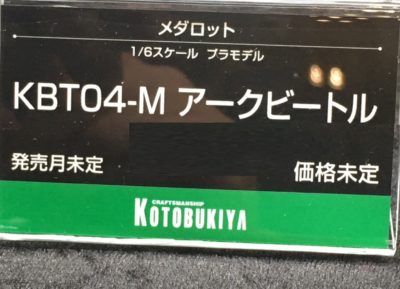 メダロット
1/6スケール プラモデル
KBT04-M アークビートル
発売月未定
価格未定
CRAFTSMANSHIP
KOTOBUKIYA